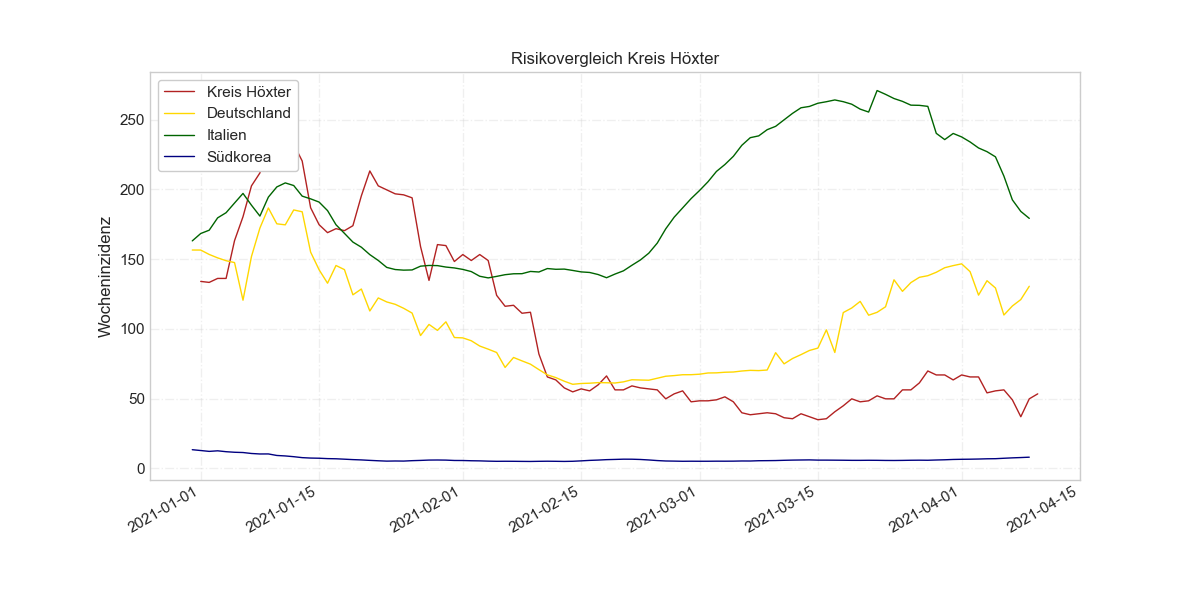 Risikovergleich Kreis Höxter
Kreis Höxter
Deutschland
Italien
Südkorea
Wocheninzidenz
250
200
150
100
50
0
2021-01-01
2021-01-15
2021-02-01
2021-02-15
2021-03-01
2021-03-15
2021-04-01
2021-04-15